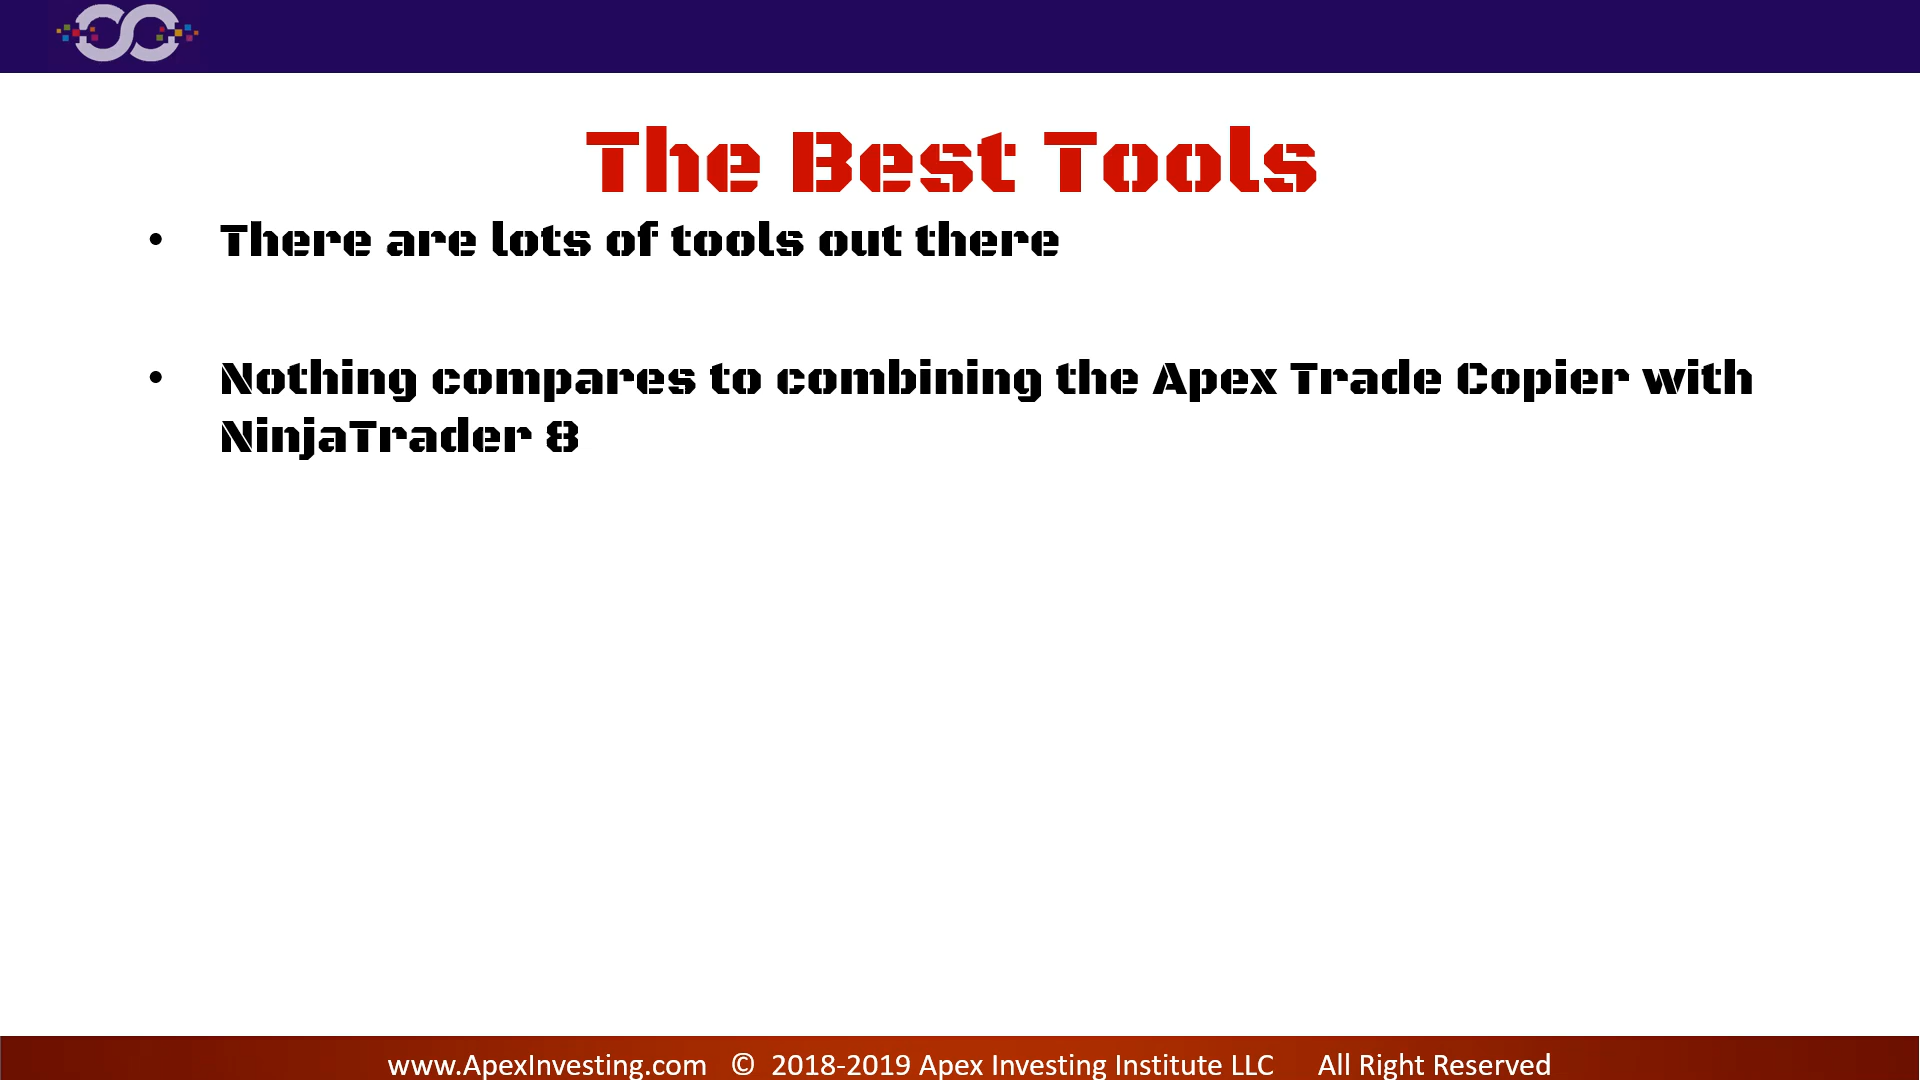 The Best Tools
• There are lots of tools out there
• Nothing compares to combining the Apex Trade Copier with
NinjaTrader 8
www.ApexInvesting.com © 2018-2019 Apex Investing Institute LLC All Right Reserved